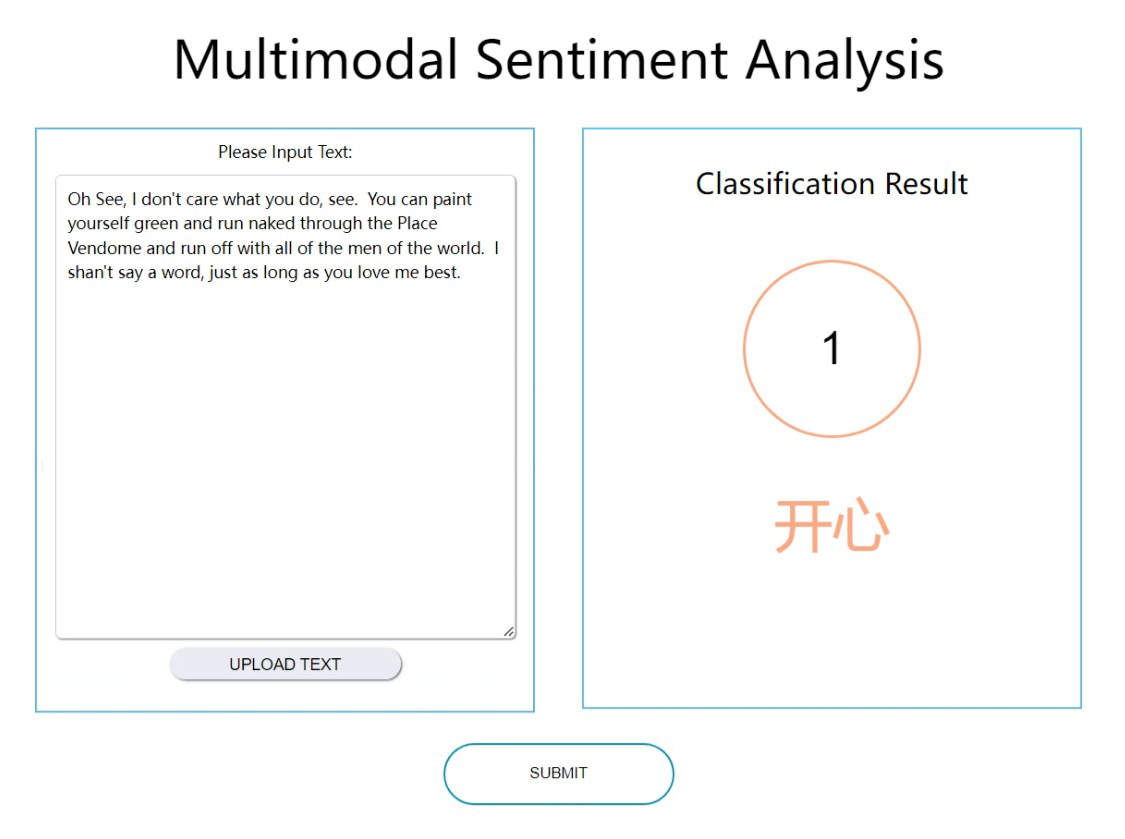 Multimodal Sentiment Analysis
Please Input Text:
Oh See, I don't care what you do, see.  You can paint
yourself green and run naked through the Place
Vendome and run off with all of the men of the world.  I
shan't say a word, just as long as you love me best.
UPLOAD TEXT
Classification Result
1
开心
SUBMIT